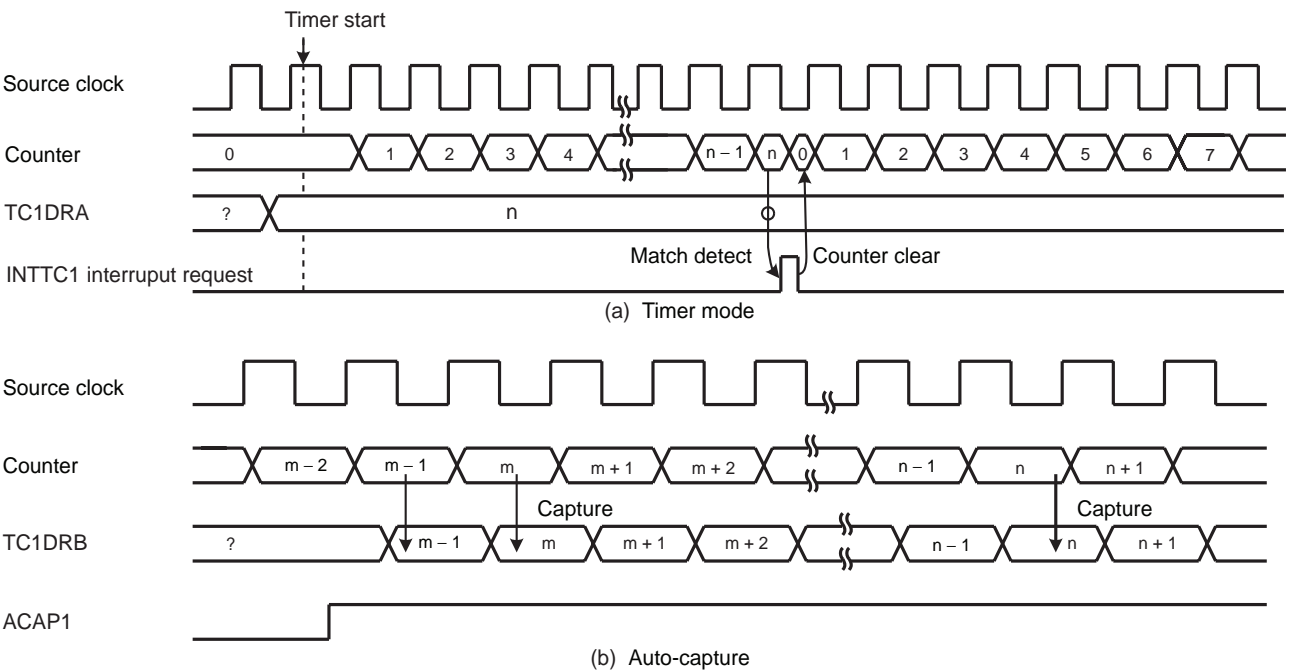 Timer start
Source clock
Counter 0 1 2 3 4 n – 1 n 0 1 2 3 4 5 6 7
TC1DRA ? n
Match detect Counter clear
INTTC1 interruput request
(a) Timer mode
Source clock
Counter m – 2 m – 1 m m + 1 m + 2 n – 1 n n + 1
Capture Capture
TC1DRB ? m – 1 m m + 1 m + 2 n – 1 n n + 1
ACAP1
(b) Auto-capture